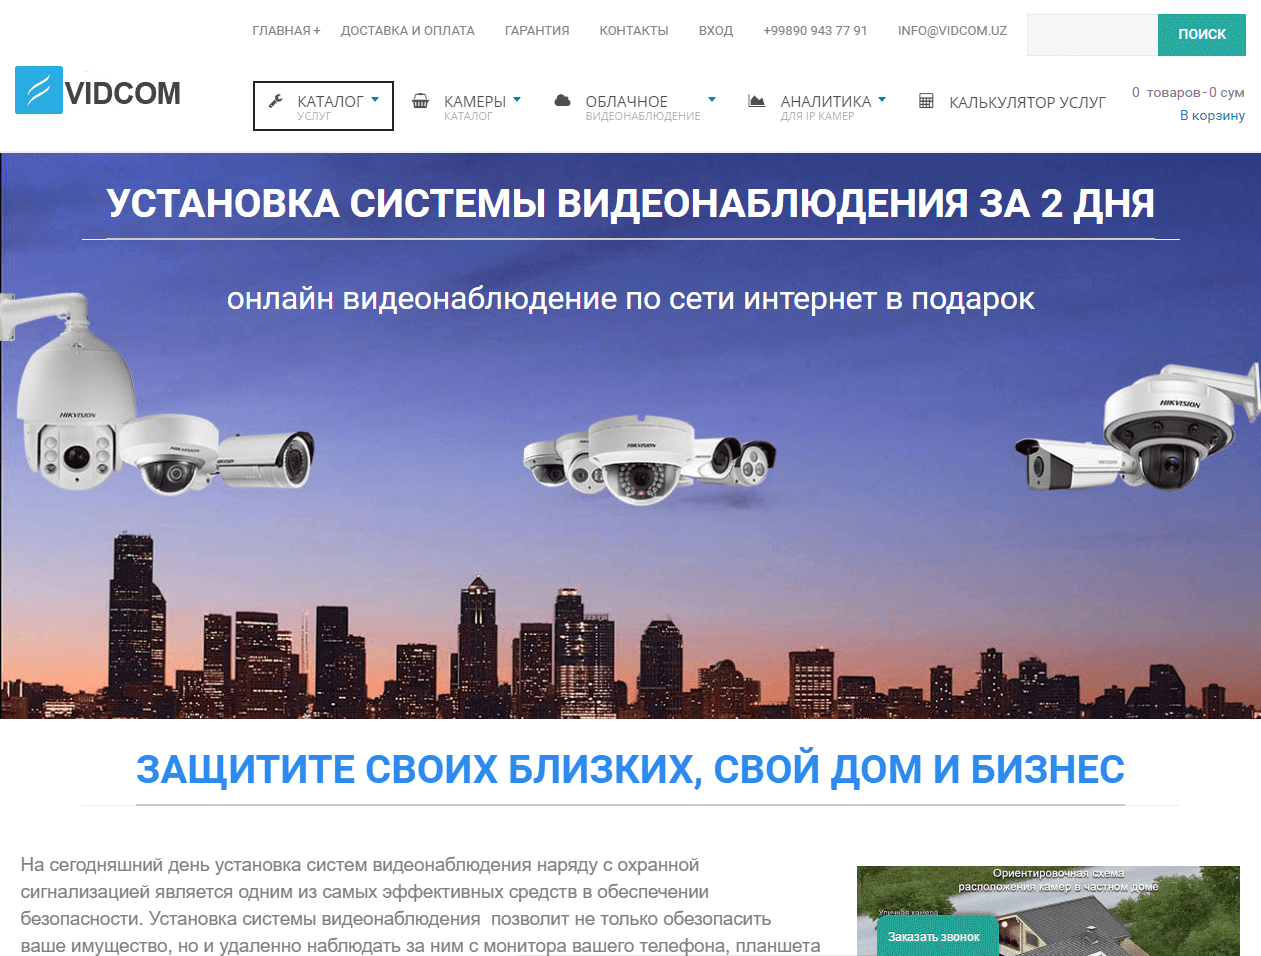 ГЛАВНАЯ +
ДОСТАВКА И ОПЛАТА
ГАРАНТИЯ
КОНТАКТЫ
ВХОД
+99890 943 77 91
INFO@VIDCOM.UZ
ПОИСК
VIDCOM
КАТАЛОГ
УСЛУГ
КАМЕРЫ
КАТАЛОГ
ОБЛАЧНОЕ
ВИДЕОНАБЛЮДЕНИЕ
АНАЛИТИКА
ДЛЯ IP КАМЕР
КАЛЬКУЛЯТОР УСЛУГ
0 товаров - 0 сум
В корзину
УСТАНОВКА СИСТЕМЫ ВИДЕОНАБЛЮДЕНИЯ ЗА 2 ДНЯ
онлайн видеонаблюдение по сети интернет в подарок
HIKVISION
HIKVISION
HIKVISION
HIKVISION
HIKVISION
HIKVISION
ЗАЩИТИТЕ СВОИХ БЛИЗКИХ, СВОЙ ДОМ И БИЗНЕС
На сегодняшний день установка систем видеонаблюдения наряду с охранной
сигнализацией является одним из самых эффективных средств в обеспечении
безопасности. Установка системы видеонаблюдения  позволит не только обезопасить
ваше имущество, но и удаленно наблюдать за ним с монитора вашего телефона, планшета
Ориентировочная схема
расположения камер в частном доме
Уличная камера
Заказать звонок